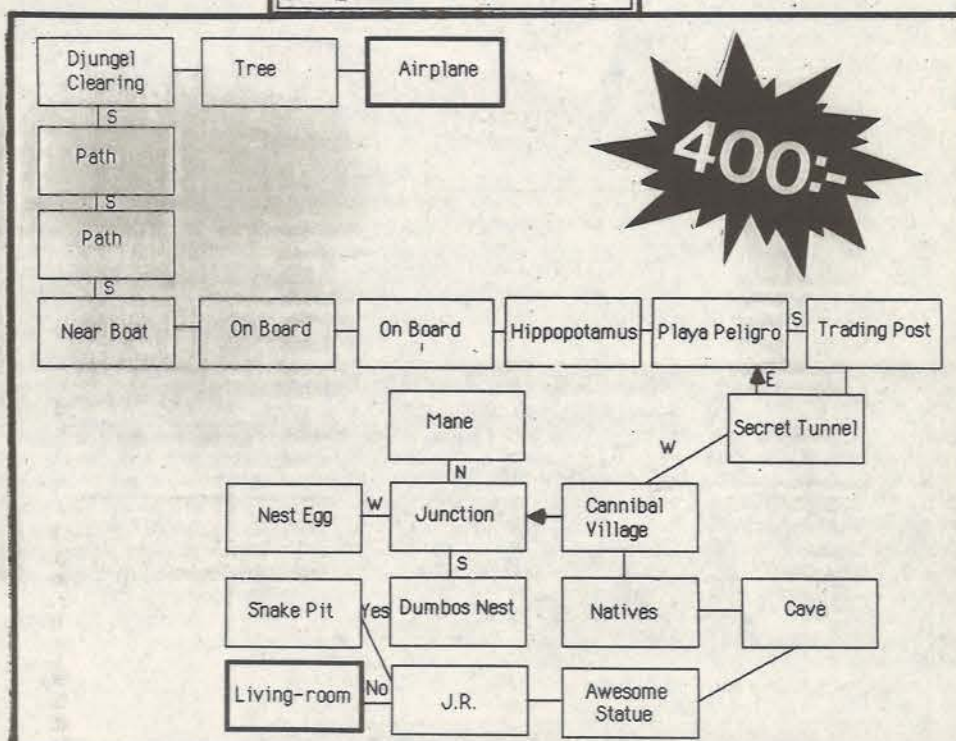 Djungel
Clearing
Tree
Airplane
S
Path
400:-
S
Path
S
Near Boat
On Board
On Board
Hippopotamus
Playa Peligro
S
Trading Post
E
Mane
Secret Tunnel
W
N
Nest Egg
W
Junction
Cannibal
Village
S
Snake Pit
Yes
Dumbos Nest
Natives
Cave
Living-room
No
J.R.
Awesome
Statue